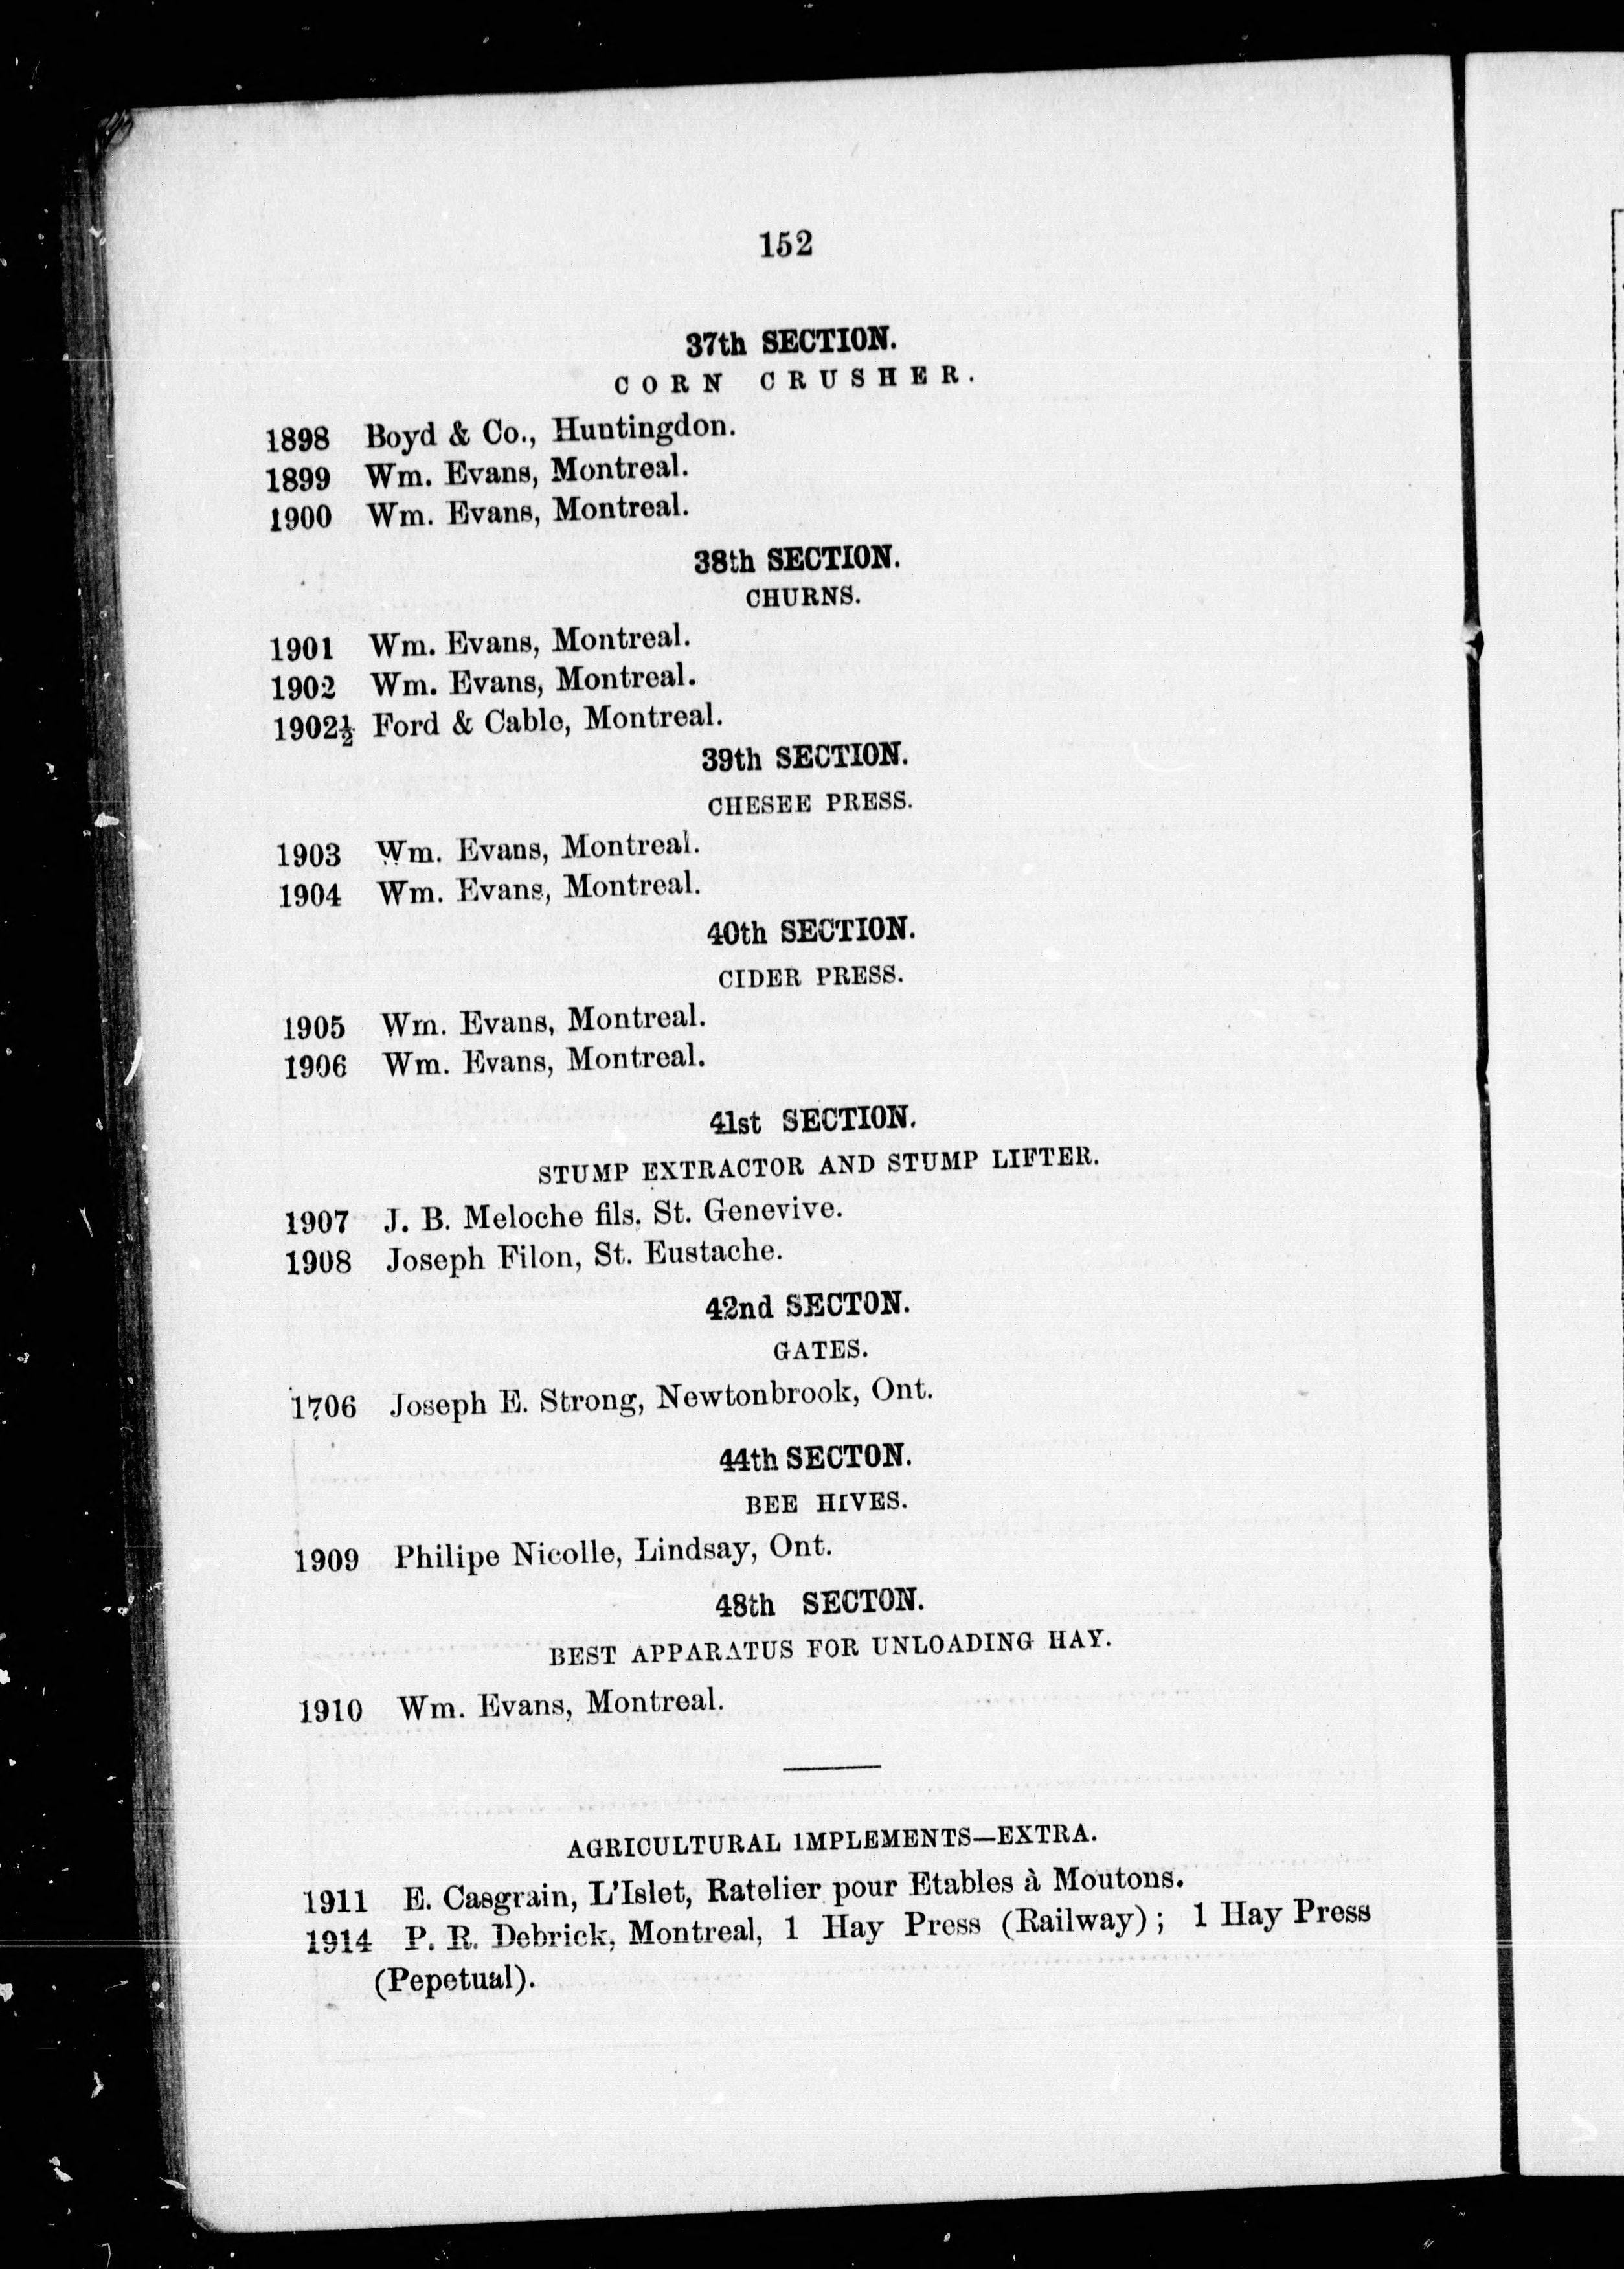 152
37th SECTION.
CORN CRUSHER.
1898 Boyd & Co., Huntingdon.
1899 Wm. Evans, Montreal.
1900 Wm. Evans, Montreal.
38th SECTION.
CHURNS.
1901 Wm. Evans, Montreal.
1902 Wm. Evans, Montreal.
1902½ Ford & Cable, Montreal.
39th SECTION.
CHESEE PRESS.
1903 Wm. Evans, Montreal.
1904 Wm. Evans, Montreal.
40th SECTION.
CIDER PRESS.
1905 Wm. Evans, Montreal.
1906 Wm. Evans, Montreal.
41st SECTION.
STUMP EXTRACTOR AND STUMP LIFTER.
1907 J. B. Meloche fils. St. Genevive.
1908 Joseph Filon, St. Eustache.
42nd SECTON.
GATES.
1706 Joseph E. Strong, Newtonbrook, Ont.
44th SECTON.
BEE HIVES.
1909 Philipe Nicolle, Lindsay, Ont.
48th SECTON.
BEST APPARATUS FOR UNLOADING HAY.
1910 Wm. Evans, Montreal.
AGRICULTURAL 1MPLEMENTS—EXTRA.
1911 E. Casgrain, L'Islet, Ratelier pour Etables à Moutons.
1914 P. R. Debrick, Montreal, 1 Hay Press (Railway); 1 Hay Press
(Pepetual).